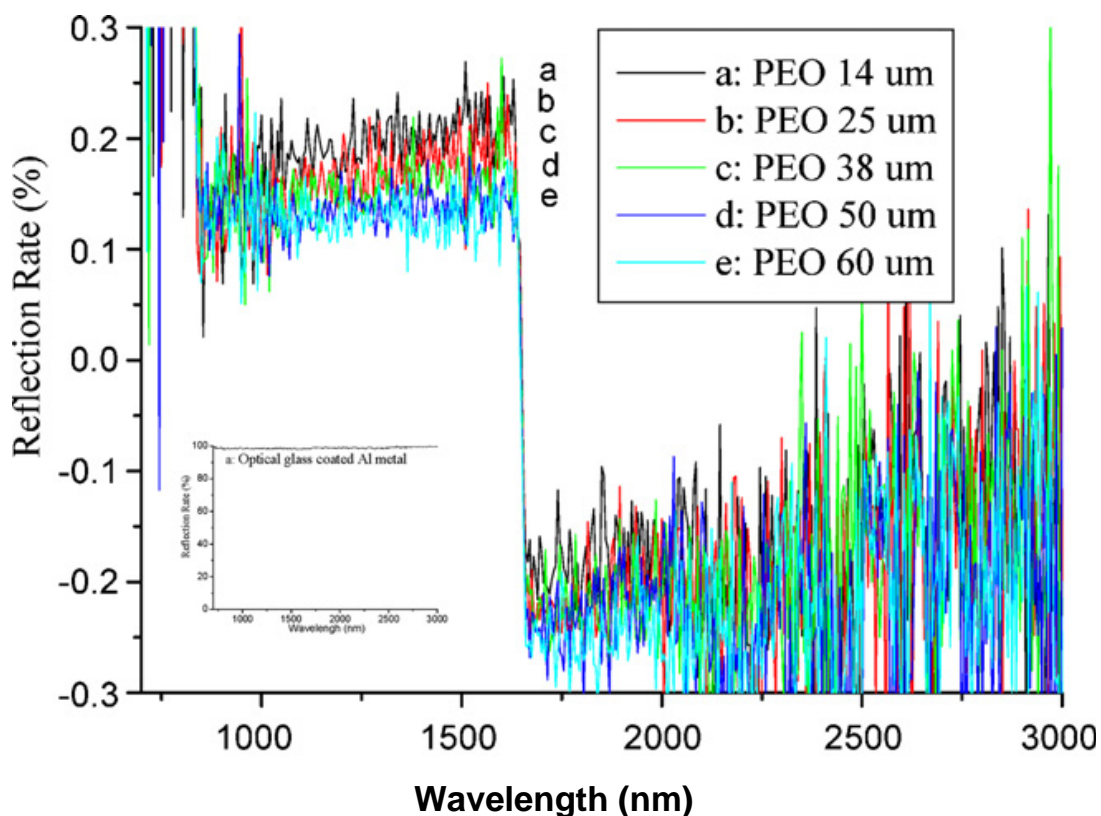 0.3
0.2
0.1
0.0
-0.1
-0.2
-0.3
Reflection Rate (%)
a
b
c
d
e
a: PEO 14 um
b: PEO 25 um
c: PEO 38 um
d: PEO 50 um
e: PEO 60 um
100
80
60
40
20
0
Reflection Rate (%)
a: Optical glass coated Al metal
1000 1500 2000 2500 3000
Wavelengh (nm)
1000 1500 2000 2500 3000
Wavelength (nm)